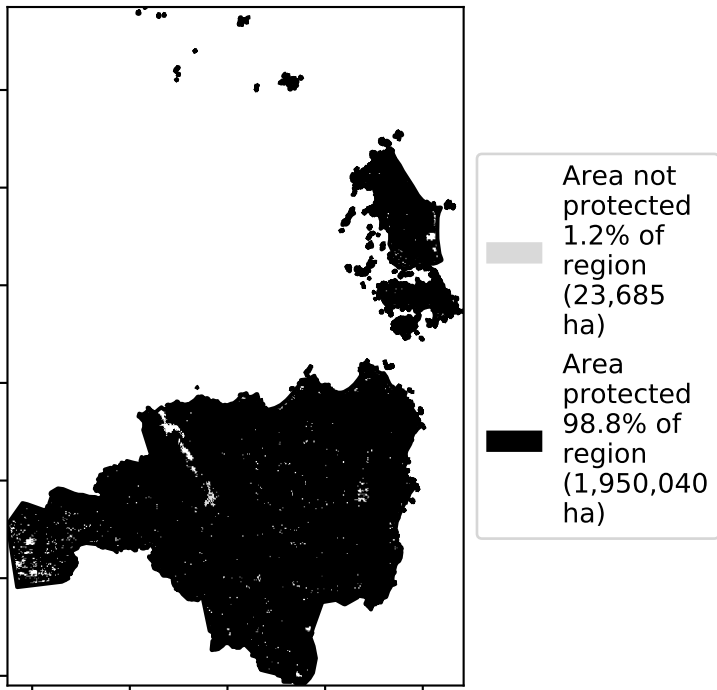 Area not
protected
1.2% of
region
(23,685
ha)
Area
protected
98.8% of
region
(1,950,040
ha)